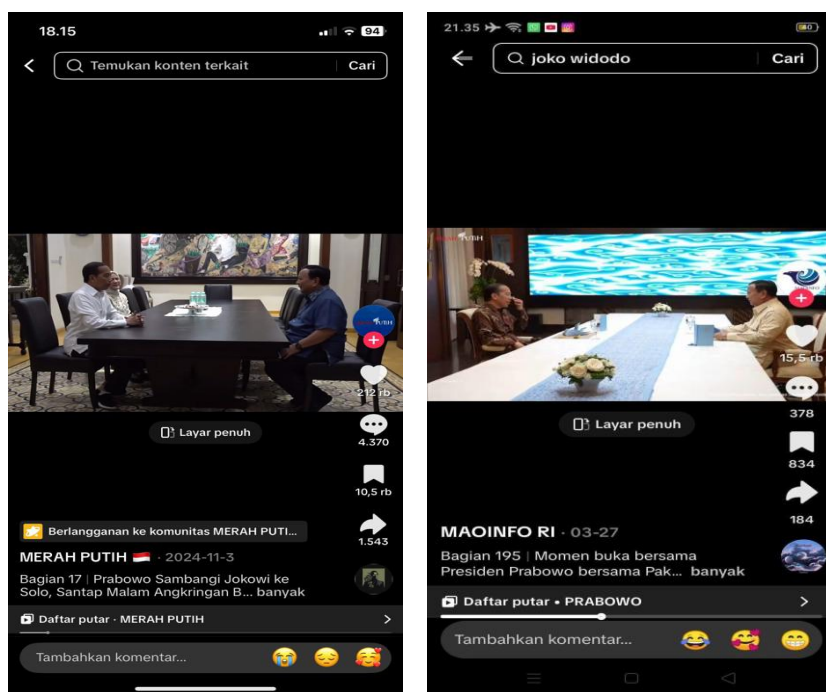 18.15
94
Temukan konten terkait
Cari
212 rb
Layar penuh
4.370
10,5 rb
Berlangganan ke komunitas MERAH PUTI...
1.543
MERAH PUTIH 🇮🇩 · 2024-11-3
Bagian 17 | Prabowo Sambangi Jokowi ke
Solo, Santap Malam Angkringan B... banyak
Daftar putar · MERAH PUTIH
Tambahkan komentar...
21.35
80
joko widodo
Cari
15,5 rb
Layar penuh
378
834
184
MAOINFO RI · 03-27
Bagian 195 | Momen buka bersama
Presiden Prabowo bersama Pak... banyak
Daftar putar • PRABOWO
Tambahkan komentar...